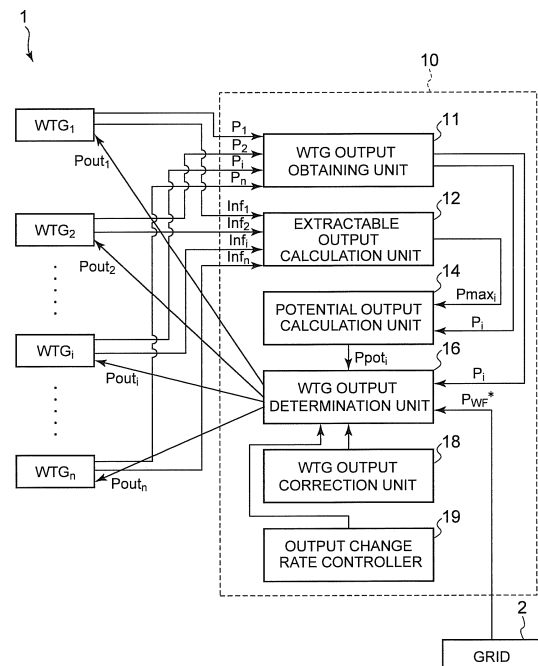 1
10
WTG1
P1
P2
Pi
Pn
11
WTG OUTPUT
OBTAINING UNIT
Pout1
Inf1
Inf2
Infi
Infn
12
EXTRACTABLE
OUTPUT
CALCULATION UNIT
WTG2
Pout2
14
POTENTIAL OUTPUT
CALCULATION UNIT
Pmaxi
Pi
Ppoti
WTGi
Pouti
16
WTG OUTPUT
DETERMINATION UNIT
Pi
PWF*
WTGn
Poutn
18
WTG OUTPUT
CORRECTION UNIT
19
OUTPUT CHANGE
RATE CONTROLLER
2
GRID